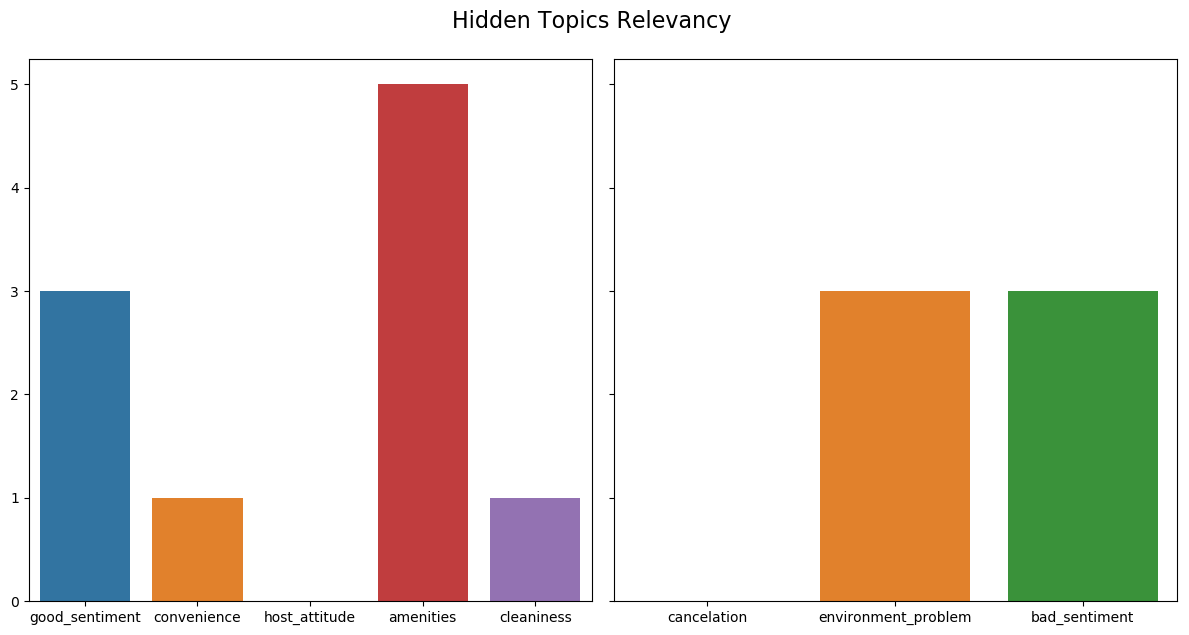 Hidden Topics Relevancy
5
4
3
2
1
0
good_sentiment convenience host_attitude amenities cleaniness
cancelation environment_problem bad_sentiment